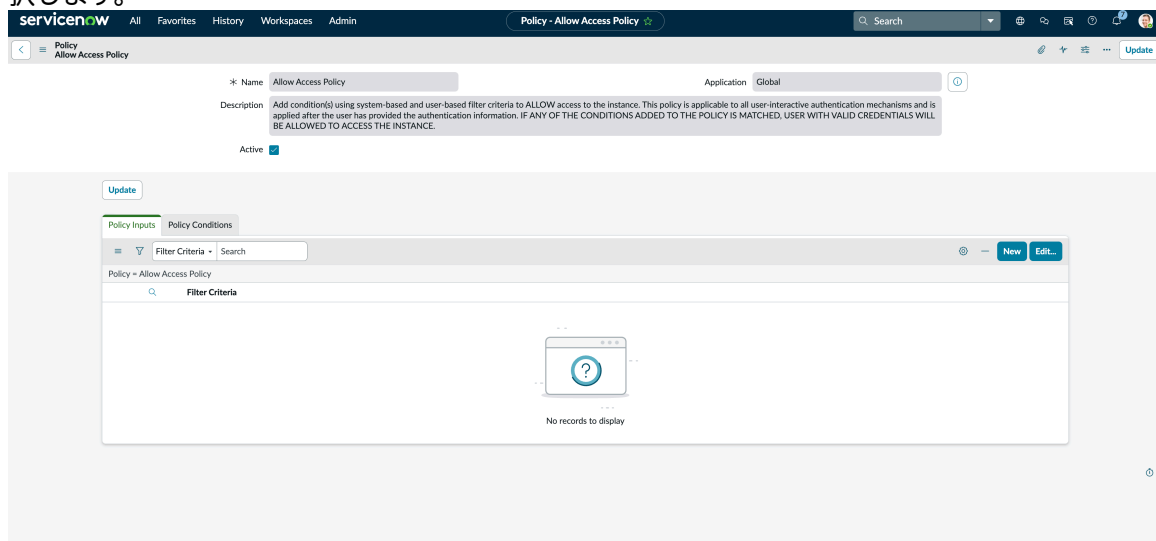 択します。
servicenow All Favorites History Workspaces Admin Policy - Allow Access Policy Search 7
Policy
Allow Access Policy
Update
Name Allow Access Policy Application Global
Description Add condition(s) using system-based and user-based filter criteria to ALLOW access to the instance. This policy is applicable to all user-interactive authentication mechanisms and is
applied after the user has provided the authentication information. IF ANY OF THE CONDITIONS ADDED TO THE POLICY IS MATCHED, USER WITH VALID CREDENTIALS WILL
BE ALLOWED TO ACCESS THE INSTANCE.
Active
Update
Policy Inputs Policy Conditions
Filter Criteria Search New Edit...
Policy = Allow Access Policy
Filter Criteria
?
No records to display